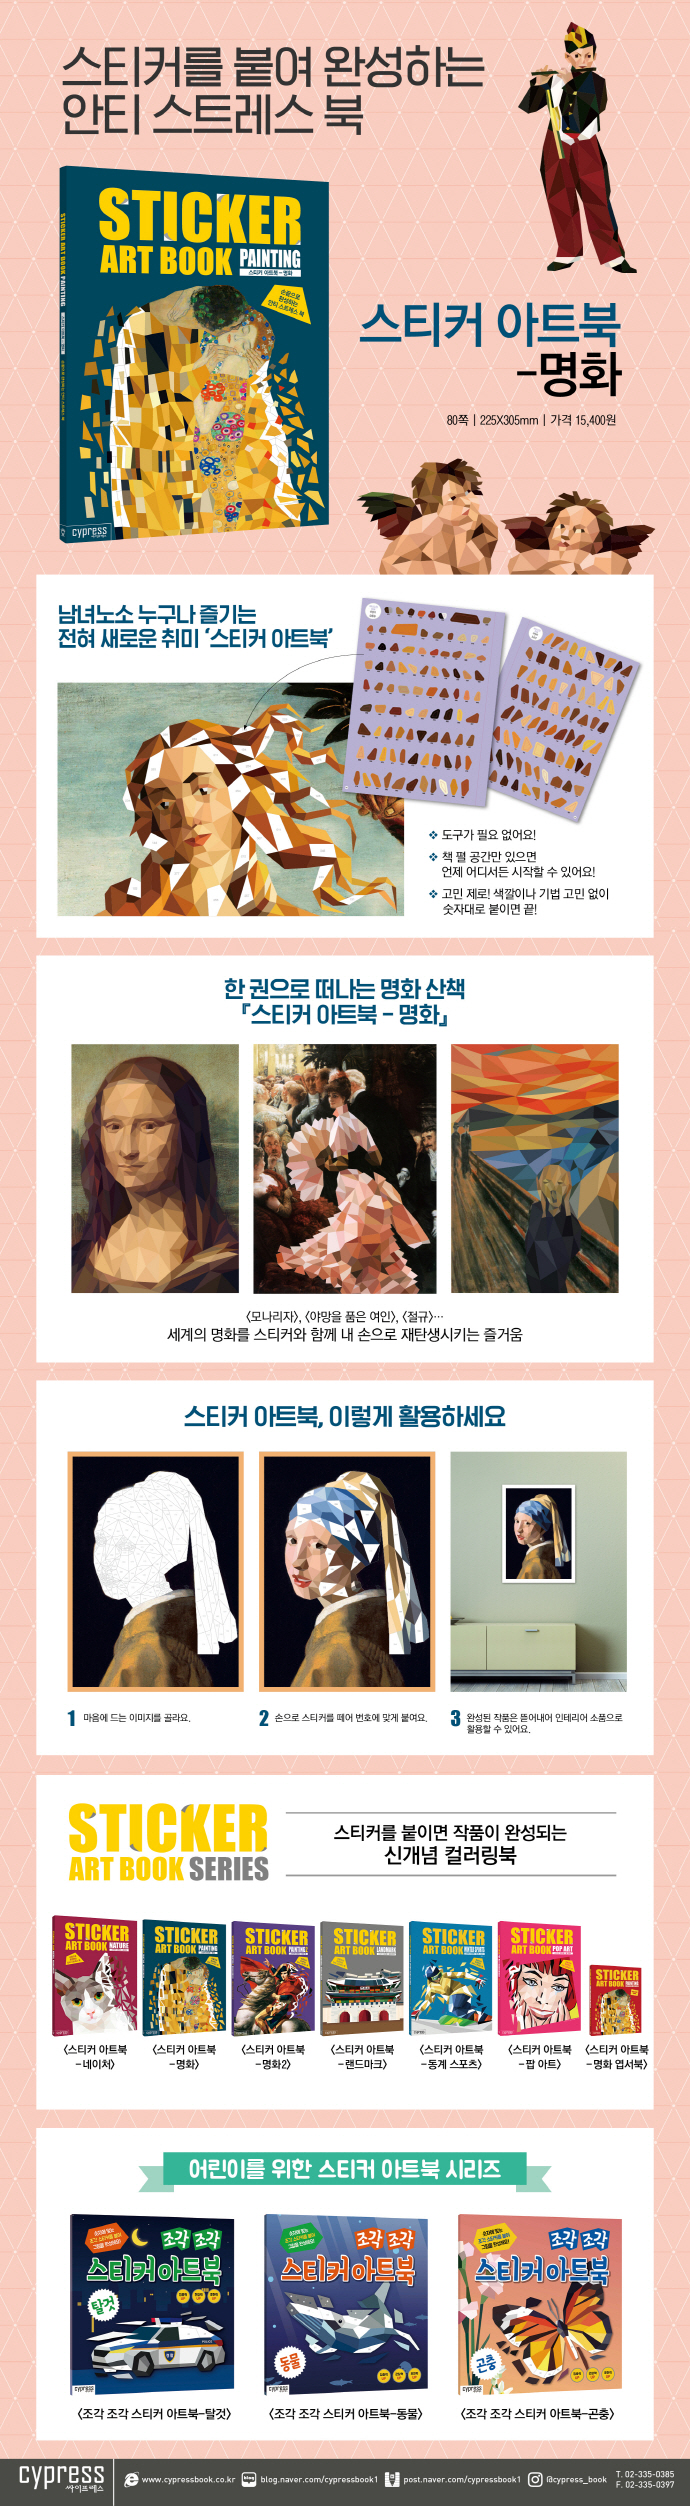 스티커를 붙여 완성하는
안티 스트레스 북
STICKER
ART BOOK PAINTING
스티커 아트북 - 명화
손끝으로
완성하는
안티 스트레스 북
STICKER ART BOOK PAINTING
cypress
스티커 아트북
-명화
80쪽 | 225X305mm | 가격 15,400원
남녀노소 누구나 즐기는
전혀 새로운 취미 ‘스티커 아트북’
❖ 도구가 필요 없어요!
❖ 책 펼 공간만 있으면
언제 어디서든 시작할 수 있어요!
❖ 고민 제로! 색깔이나 기법 고민 없이
숫자대로 붙이면 끝!
한 권으로 떠나는 명화 산책
『스티커 아트북 - 명화』
〈모나리자〉, 〈야망을 품은 여인〉, 〈절규〉…
세계의 명화를 스티커와 함께 내 손으로 재탄생시키는 즐거움
스티커 아트북, 이렇게 활용하세요
1 마음에 드는 이미지를 골라요.
2 손으로 스티커를 떼어 번호에 맞게 붙여요.
3 완성된 작품은 뜯어내어 인테리어 소품으로
활용할 수 있어요.
STICKER
ART BOOK SERIES
스티커를 붙이면 작품이 완성되는
신개념 컬러링북
STICKER
ART BOOK NATURE
STICKER
ART BOOK PAINTING
STICKER
ART BOOK PAINTING2
STICKER
ART BOOK LANDMARK
STICKER
ART BOOK WINTER SPORTS
STICKER
ART BOOK POP ART
STICKER
ART BOOK
〈스티커 아트북
-네이처〉
〈스티커 아트북
-명화〉
〈스티커 아트북
-명화2〉
〈스티커 아트북
-랜드마크〉
〈스티커 아트북
-동계 스포츠〉
〈스티커 아트북
-팝 아트〉
〈스티커 아트북
-명화 엽서북〉
어린이를 위한 스티커 아트북 시리즈
조각 조각
스티커 아트북
탈것
POLICE
cypress
조각 조각
스티커 아트북
동물
cypress
조각 조각
스티커 아트북
곤충
cypress
〈조각 조각 스티커 아트북-탈것〉
〈조각 조각 스티커 아트북-동물〉
〈조각 조각 스티커 아트북-곤충〉
cypress
싸이프레스
www.cypressbook.co.kr
blog
blog.naver.com/cypressbook1
post.naver.com/cypressbook1
@cypress_book
T. 02-335-0385
F. 02-335-0397